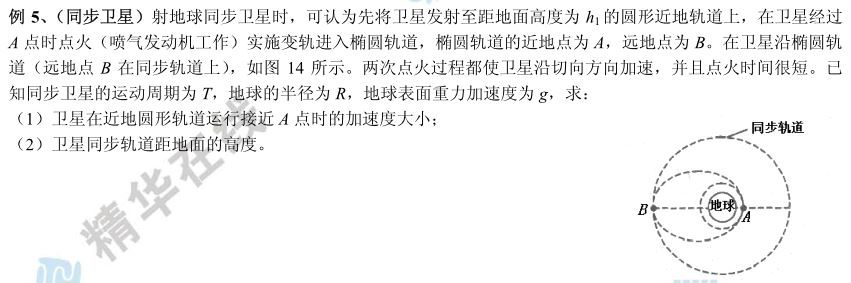 例 5、（同步卫星）射地球同步卫星时，可认为先将卫星发射至距地面高度为 h₁ 的圆形近地轨道上，在卫星经过
A 点时点火（喷气发动机工作）实施变轨进入椭圆轨道，椭圆轨道的近地点为 A，远地点为 B。在卫星沿椭圆轨
道（远地点 B 在同步轨道上），如图 14 所示。两次点火过程都使卫星沿切向方向加速，并且点火时间很短。已
知同步卫星的运动周期为 T，地球的半径为 R，地球表面重力加速度为 g，求：
（1）卫星在近地圆形轨道运行接近 A 点时的加速度大小；
（2）卫星同步轨道距地面的高度。
同步轨道
B
地球
A
精华在线